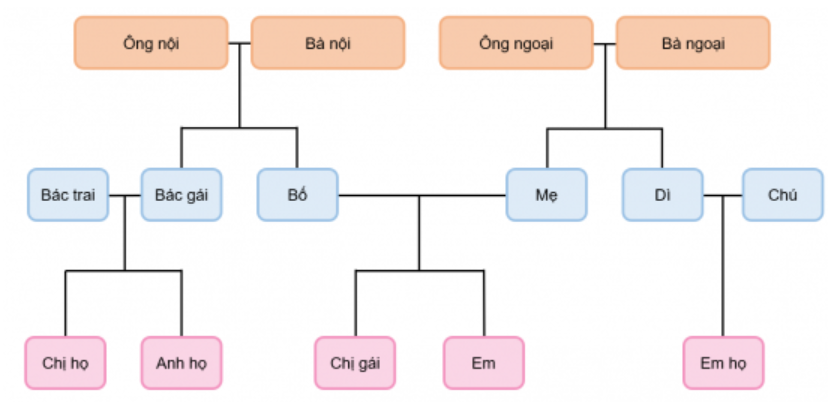 Ông nội
Bà nội
Ông ngoại
Bà ngoại
Bác trai
Bác gái
Bố
Mẹ
Dì
Chú
Chị họ
Anh họ
Chị gái
Em
Em họ